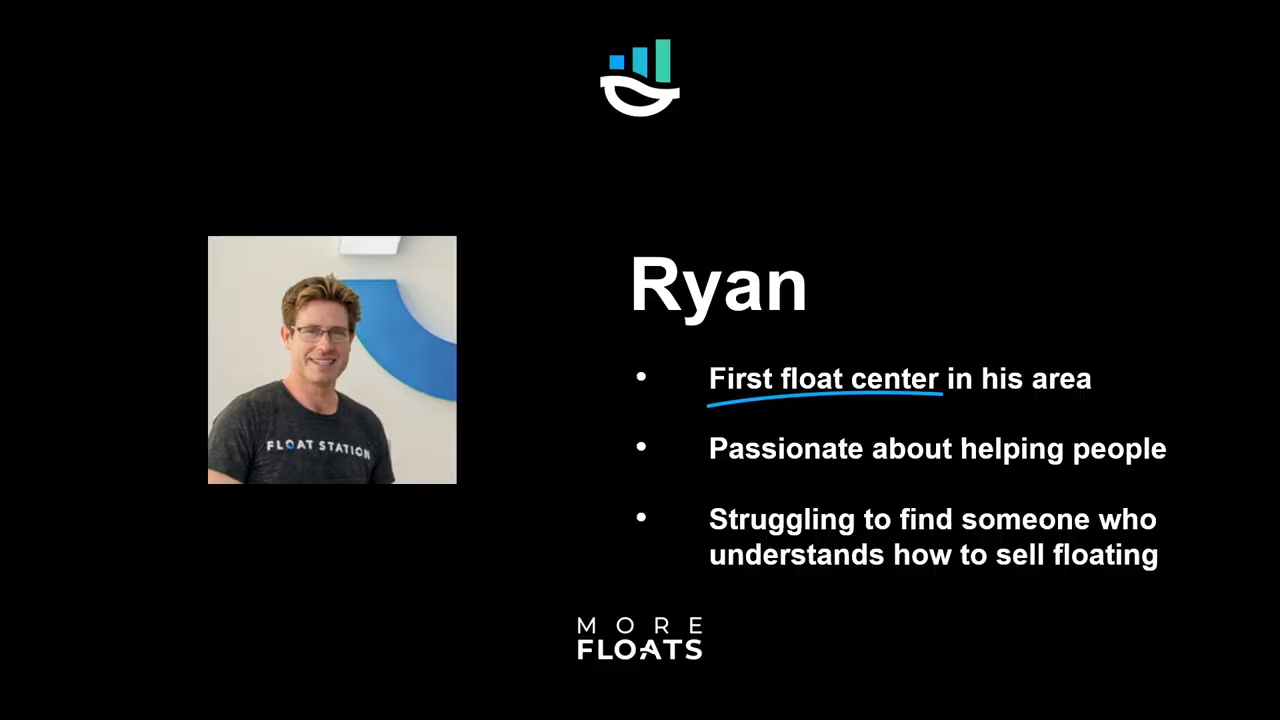 FLOAT STATION
Ryan
• First float center in his area
• Passionate about helping people
• Struggling to find someone who
understands how to sell floating
MORE
FLOATS